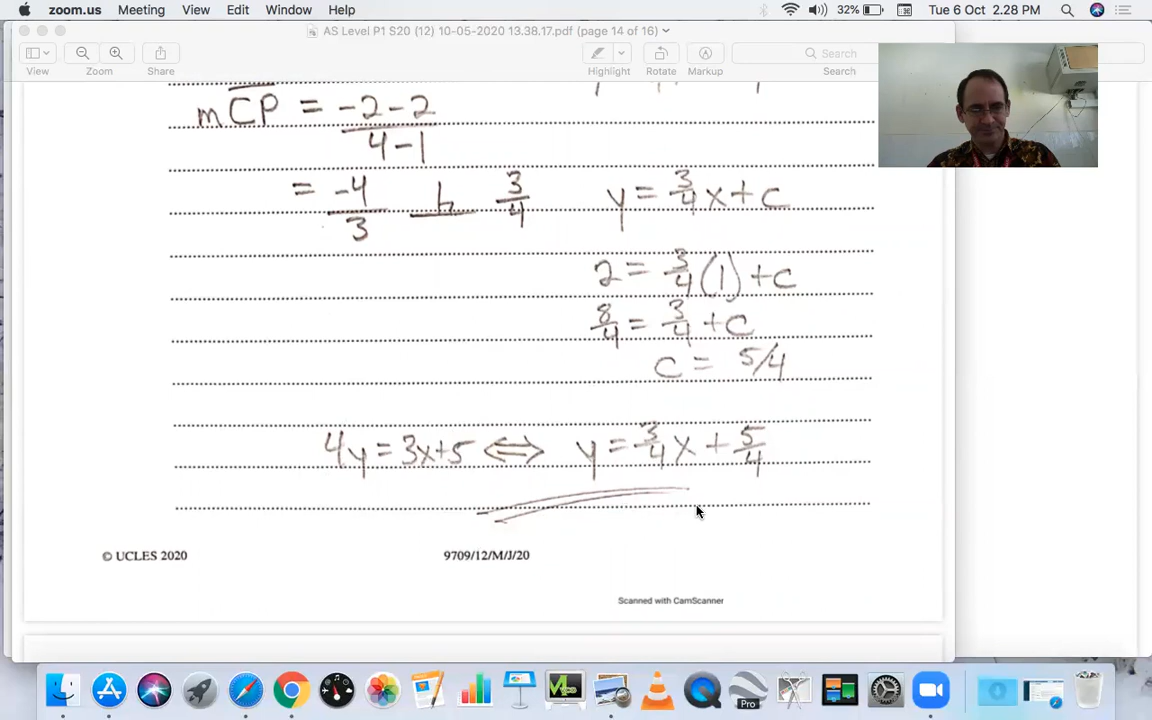 zoom.us Meeting View Edit Window Help 32% Tue 6 Oct 2.28 PM
AS Level P1 S20 (12) 10-05-2020 13.38.17.pdf (page 14 of 16)
View Zoom Share Highlight Rotate Markup Search
Search
mCP = -2-2 / 4-1
= -4/3 ⊥ 3/4
y = 3/4 x + c
2 = 3/4 (1) + c
8/4 = 3/4 + c
c = 5/4
4y = 3x+5 ⇔ y = 3/4 x + 5/4
© UCLES 2020 9709/12/M/J/20
Scanned with CamScanner
Pro